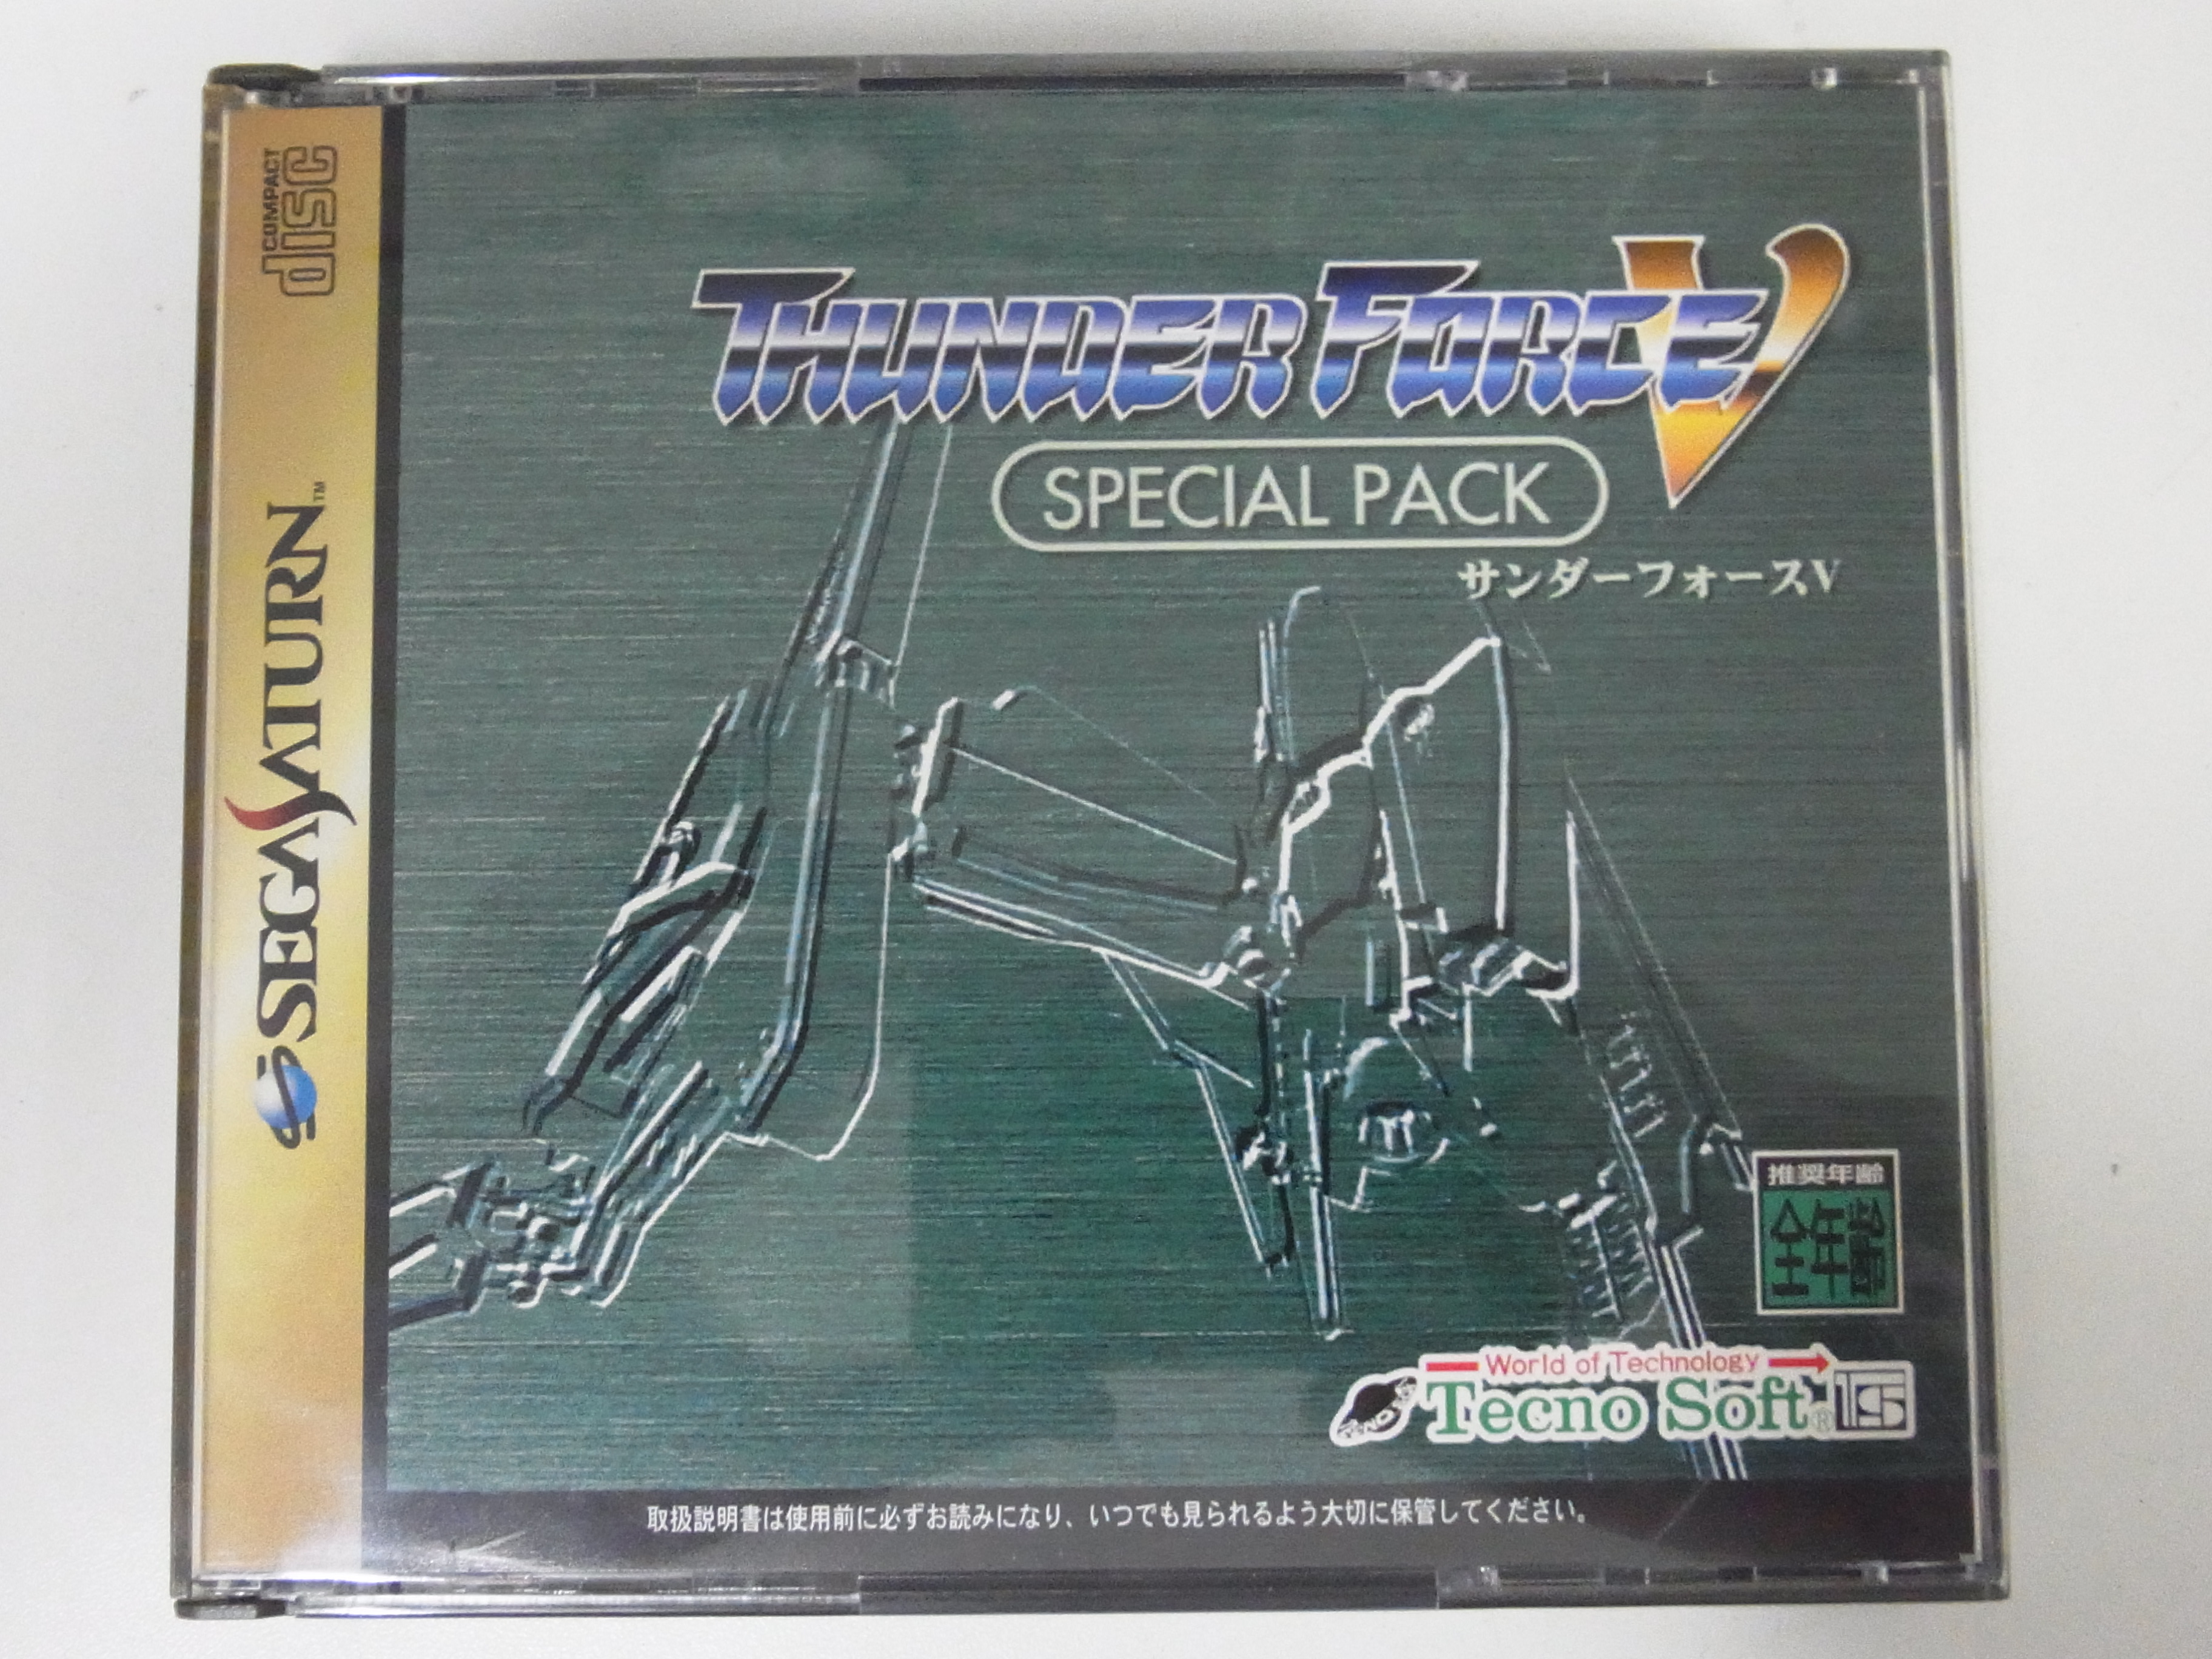 COMPACT
disc
SEGA SATURN™
THUNDER FORCE V
SPECIAL PACK
サンダーフォースV
推奨年齢
全年齢
World of Technology
Tecno Soft®
取扱説明書は使用前に必ずお読みになり、いつでも見られるよう大切に保管してください。